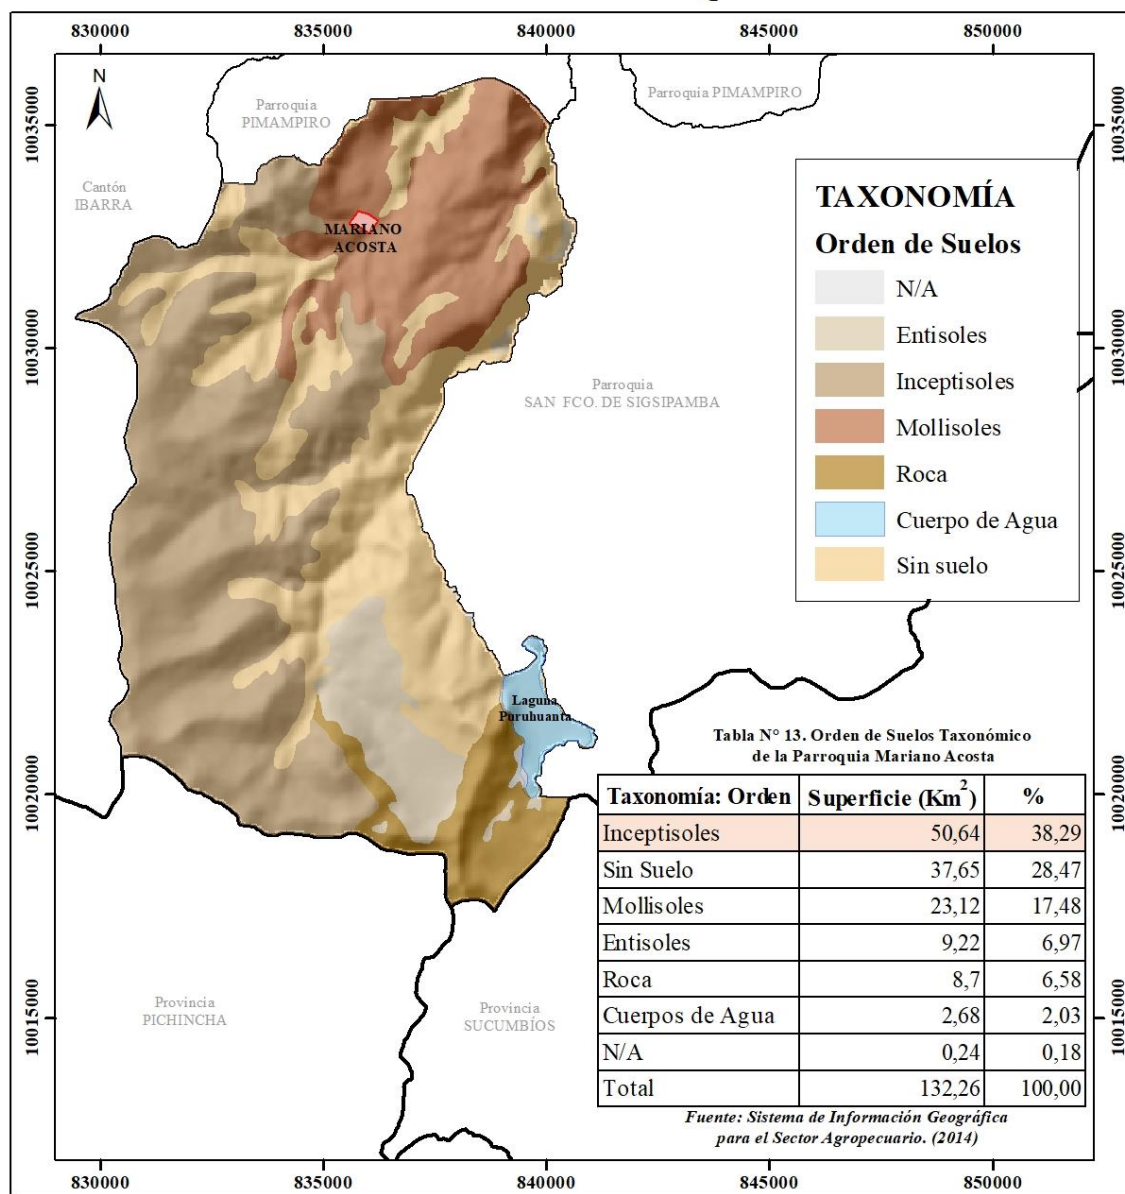 830000 835000 840000 845000 850000
10035000
10030000
10025000
10020000
10015000
N
Parroquia
PIMAMPIRO
Parroquia PIMAMPIRO
Cantón
IBARRA
MARIANO
ACOSTA
Parroquia
SAN FCO. DE SIGSIPAMBA
Laguna
Puruhuanta
Provincia
PICHINCHA
Provincia
SUCUMBÍOS
TAXONOMÍA
Orden de Suelos
N/A
Entisoles
Inceptisoles
Mollisoles
Roca
Cuerpo de Agua
Sin suelo
Tabla N° 13. Orden de Suelos Taxonómico
de la Parroquia Mariano Acosta
Taxonomía: Orden Superficie (Km²) %
Inceptisoles 50,64 38,29
Sin Suelo 37,65 28,47
Mollisoles 23,12 17,48
Entisoles 9,22 6,97
Roca 8,7 6,58
Cuerpos de Agua 2,68 2,03
N/A 0,24 0,18
Total 132,26 100,00
Fuente: Sistema de Información Geográfica
para el Sector Agropecuario. (2014)
10035000
10030000
10025000
10020000
10015000
830000 835000 840000 845000 850000